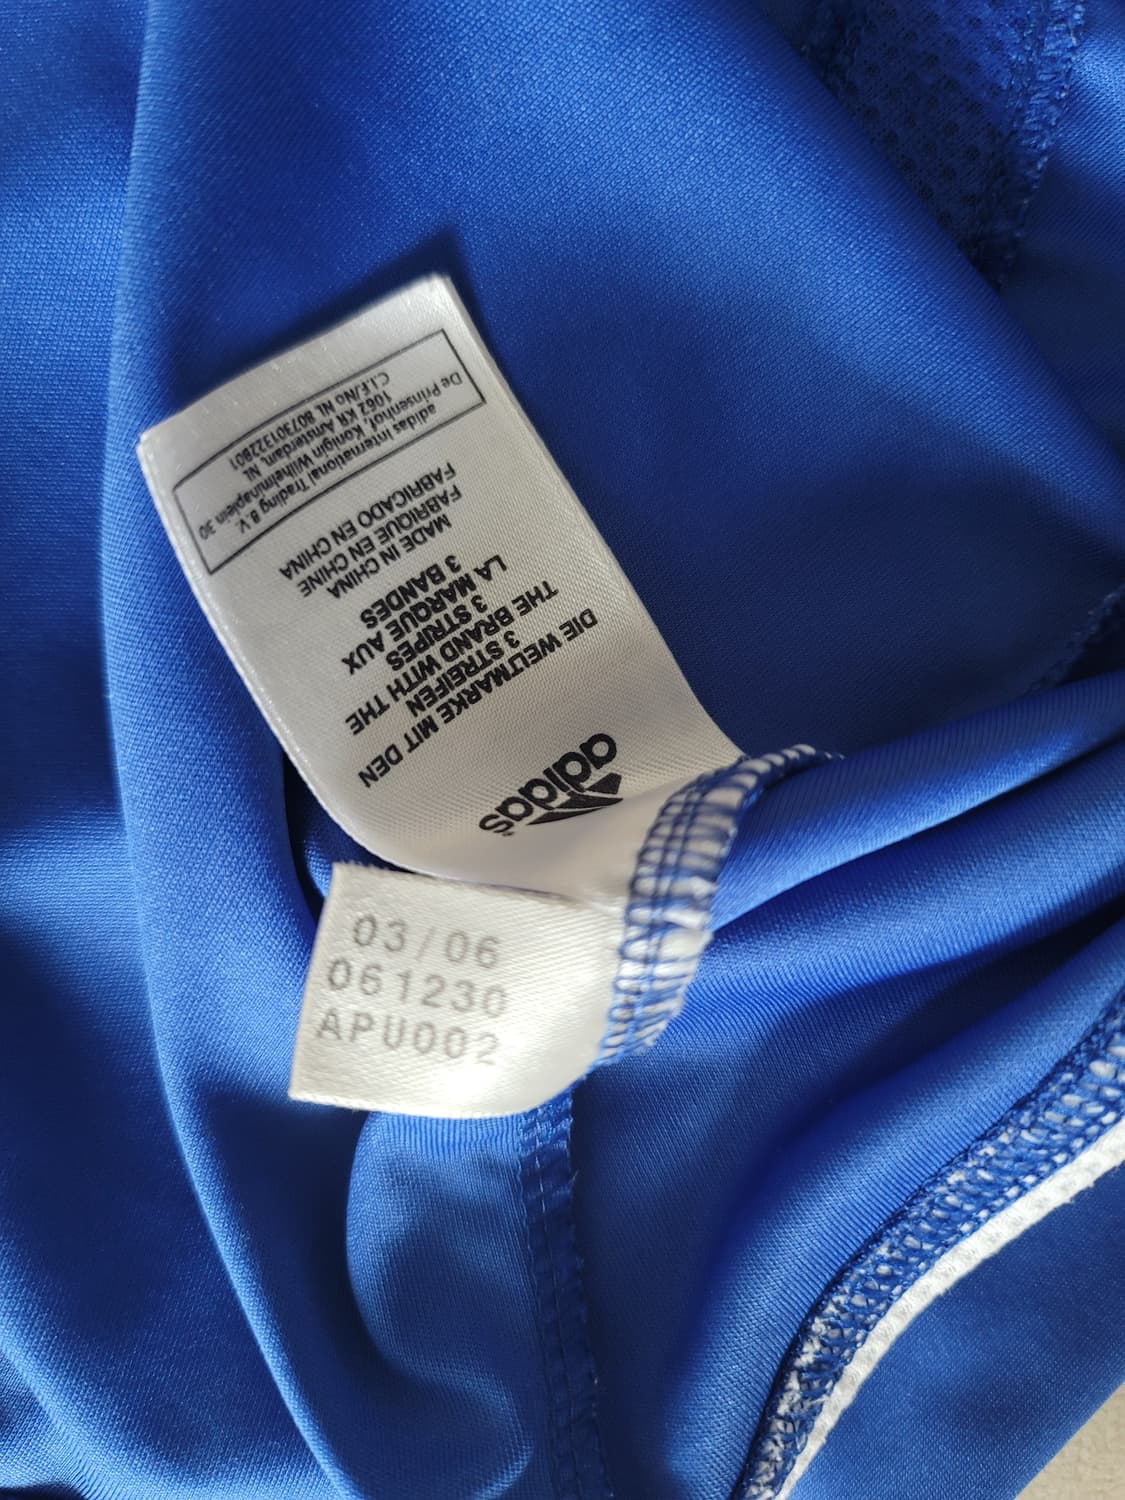 adidas
DIE WELTMARKE MIT DEN
3 STREIFEN
THE BRAND WITH THE
3 STRIPES
LA MARQUE AUX
3 BANDES
MADE IN CHINA
FABRIQUE EN CHINE
FABRICADO EN CHINA
adidas International Trading B.V.
De Prinsenhof, Konigin Wilhelminaplein 30
1062 KR Amsterdam, NL
C.I.F./No NL 807301322B01
03/06
061230
APU002